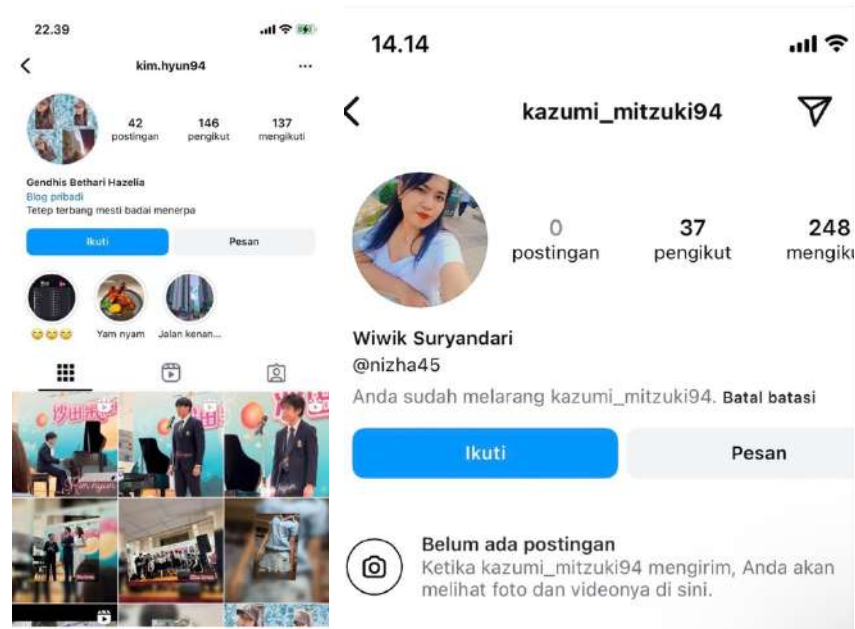 22.39
kim.hyun94
42 146 137
postingan pengikut mengikuti
Gendhis Bethari Hazelia
Blog pribadi
Tetep terbang mesti badai menerpa
Ikuti Pesan
😄😄😄 Yam nyam Jalan kenan...
沙田
14.14
kazumi_mitzuki94
0 37 248
postingan pengikut mengiku
Wiwik Suryandari
@nizha45
Anda sudah melarang kazumi_mitzuki94. Batal batasi
Ikuti Pesan
Belum ada postingan
Ketika kazumi_mitzuki94 mengirim, Anda akan
melihat foto dan videonya di sini.